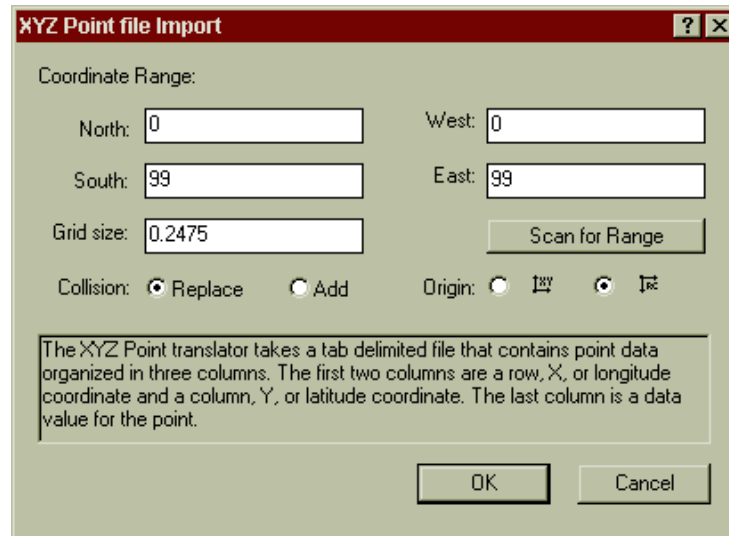 XYZ Point file Import
Coordinate Range:
North: 0 West: 0
South: 99 East: 99
Grid size: 0.2475 Scan for Range
Collision: Replace Add Origin: XY RC
The XYZ Point translator takes a tab delimited file that contains point data
organized in three columns. The first two columns are a row, X, or longitude
coordinate and a column, Y, or latitude coordinate. The last column is a data
value for the point.
OK Cancel